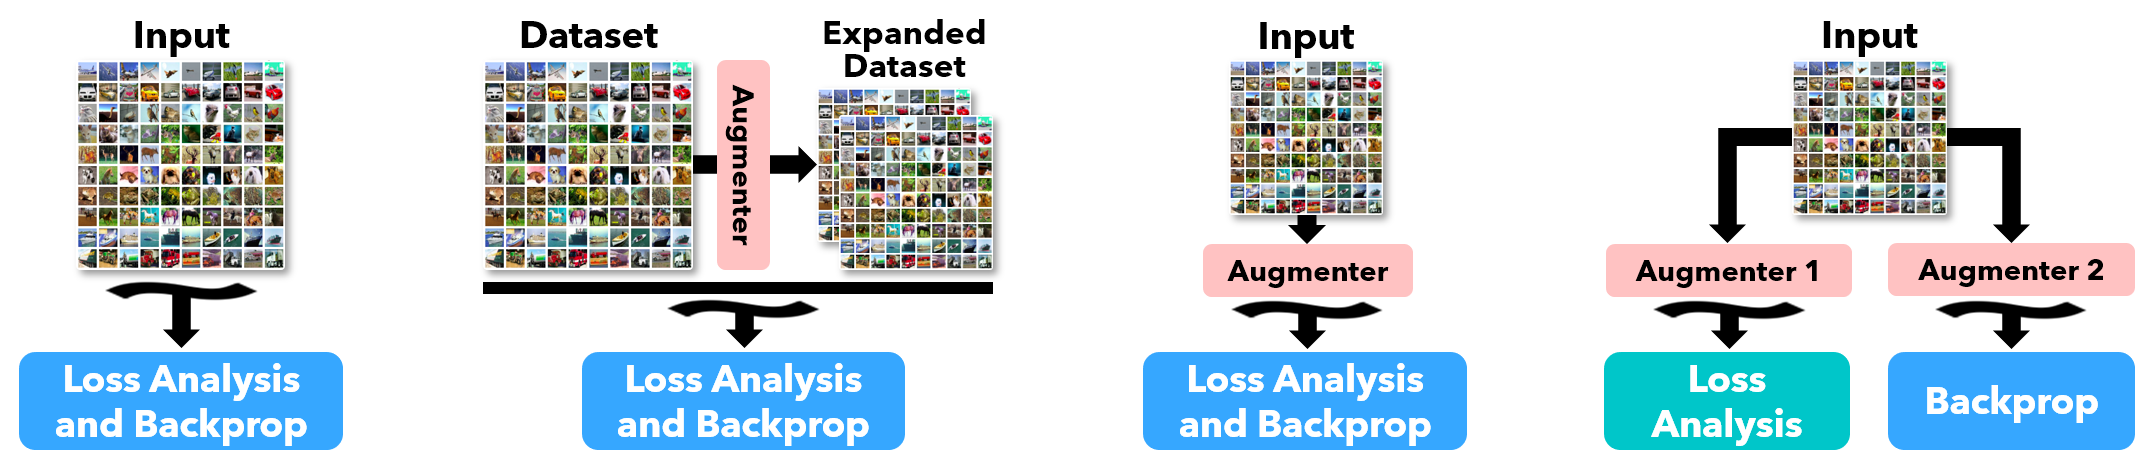 Input
Loss Analysis
and Backprop
Dataset
Augmenter
Expanded
Dataset
Loss Analysis
and Backprop
Input
Augmenter
Loss Analysis
and Backprop
Input
Augmenter 1
Augmenter 2
Loss
Analysis
Backprop